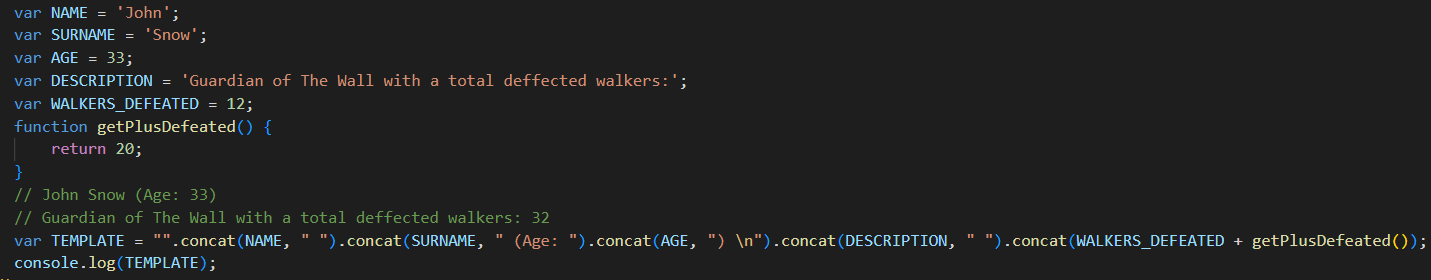 var NAME = 'John';
var SURNAME = 'Snow';
var AGE = 33;
var DESCRIPTION = 'Guardian of The Wall with a total deffected walkers:';
var WALKERS_DEFEATED = 12;
function getPlusDefeated() {
    return 20;
}
// John Snow (Age: 33)
// Guardian of The Wall with a total deffected walkers: 32
var TEMPLATE = "".concat(NAME, " ").concat(SURNAME, " (Age: ").concat(AGE, ") \n").concat(DESCRIPTION, " ").concat(WALKERS_DEFEATED + getPlusDefeated());
console.log(TEMPLATE);